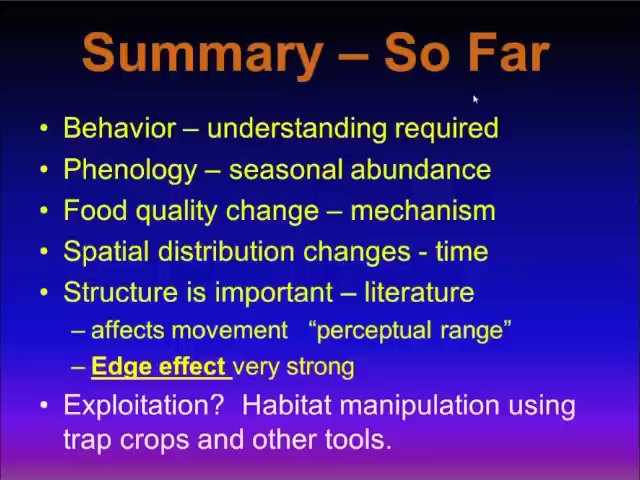 Summary – So Far
• Behavior – understanding required
• Phenology – seasonal abundance
• Food quality change – mechanism
• Spatial distribution changes - time
• Structure is important – literature
– affects movement “perceptual range”
– Edge effect very strong
• Exploitation? Habitat manipulation using
trap crops and other tools.